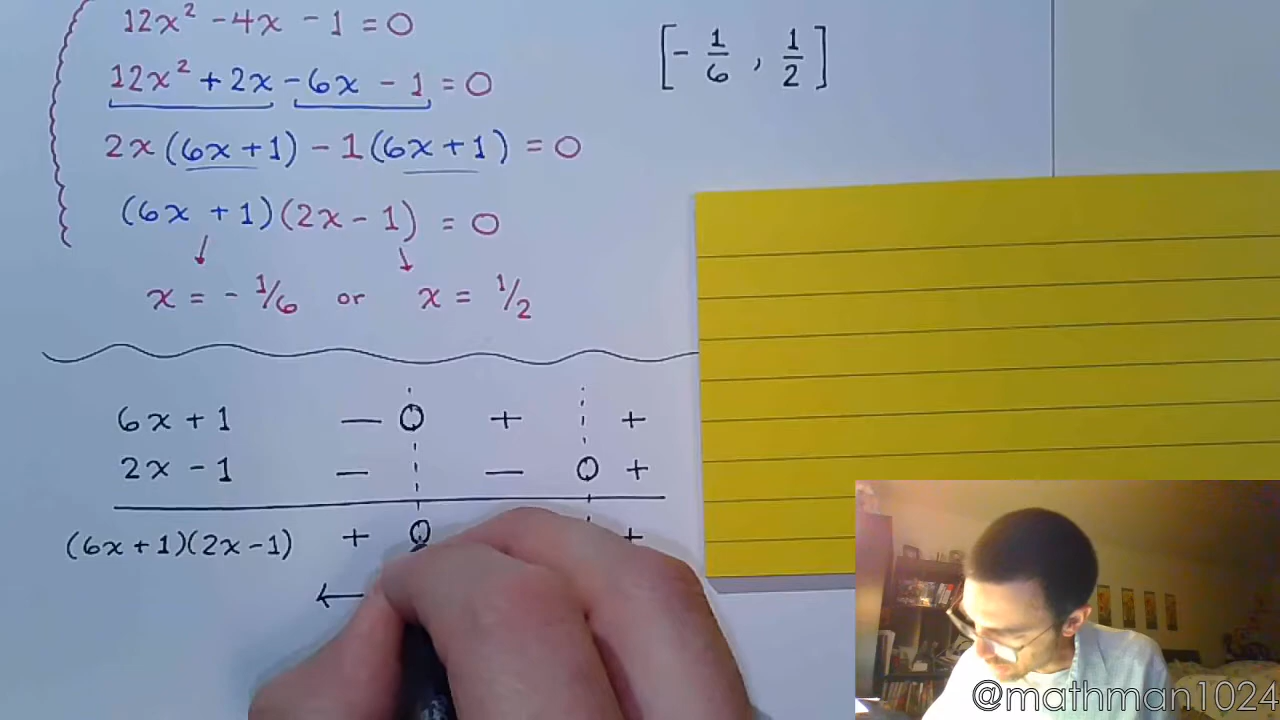 12x² - 4x - 1 = 0
12x² + 2x - 6x - 1 = 0
2x (6x + 1) - 1 (6x + 1) = 0
(6x + 1)(2x - 1) = 0
x = - 1/6 or x = 1/2
[- 1/6 , 1/2]
6x + 1 — 0 + +
2x - 1 — — 0 +
(6x+1)(2x-1) + 0 +
@mathman1024